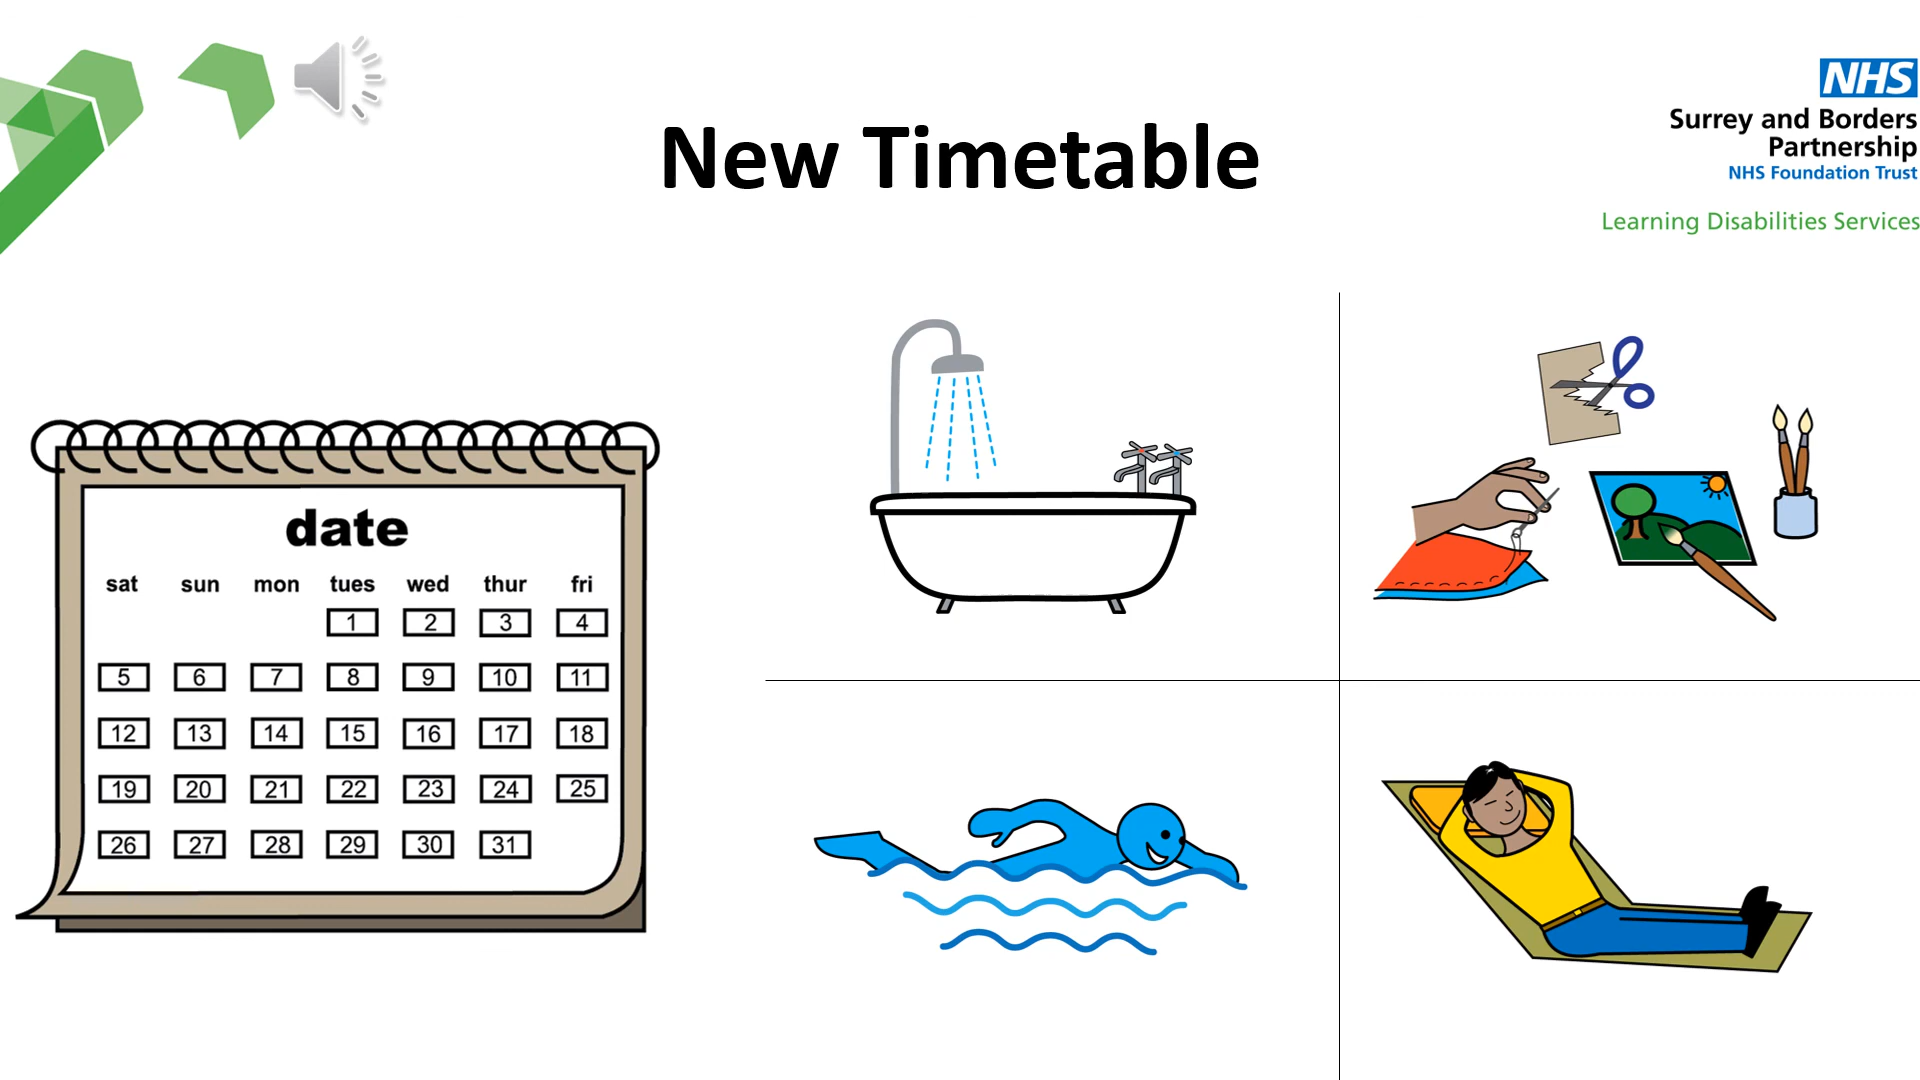 New Timetable
NHS
Surrey and Borders
Partnership
NHS Foundation Trust
Learning Disabilities Services
date
sat sun mon tues wed thur fri
1 2 3 4
5 6 7 8 9 10 11
12 13 14 15 16 17 18
19 20 21 22 23 24 25
26 27 28 29 30 31